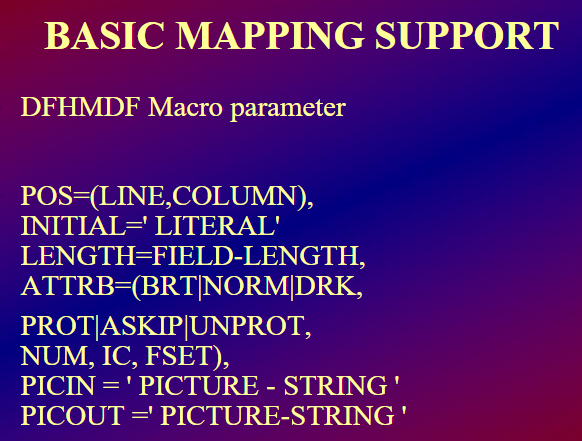 BASIC MAPPING SUPPORT
DFHMDF Macro parameter
POS=(LINE,COLUMN),
INITIAL=' LITERAL'
LENGTH=FIELD-LENGTH,
ATTRB=(BRT|NORM|DRK,
PROT|ASKIP|UNPROT,
NUM, IC, FSET),
PICIN = ' PICTURE - STRING '
PICOUT =' PICTURE-STRING '